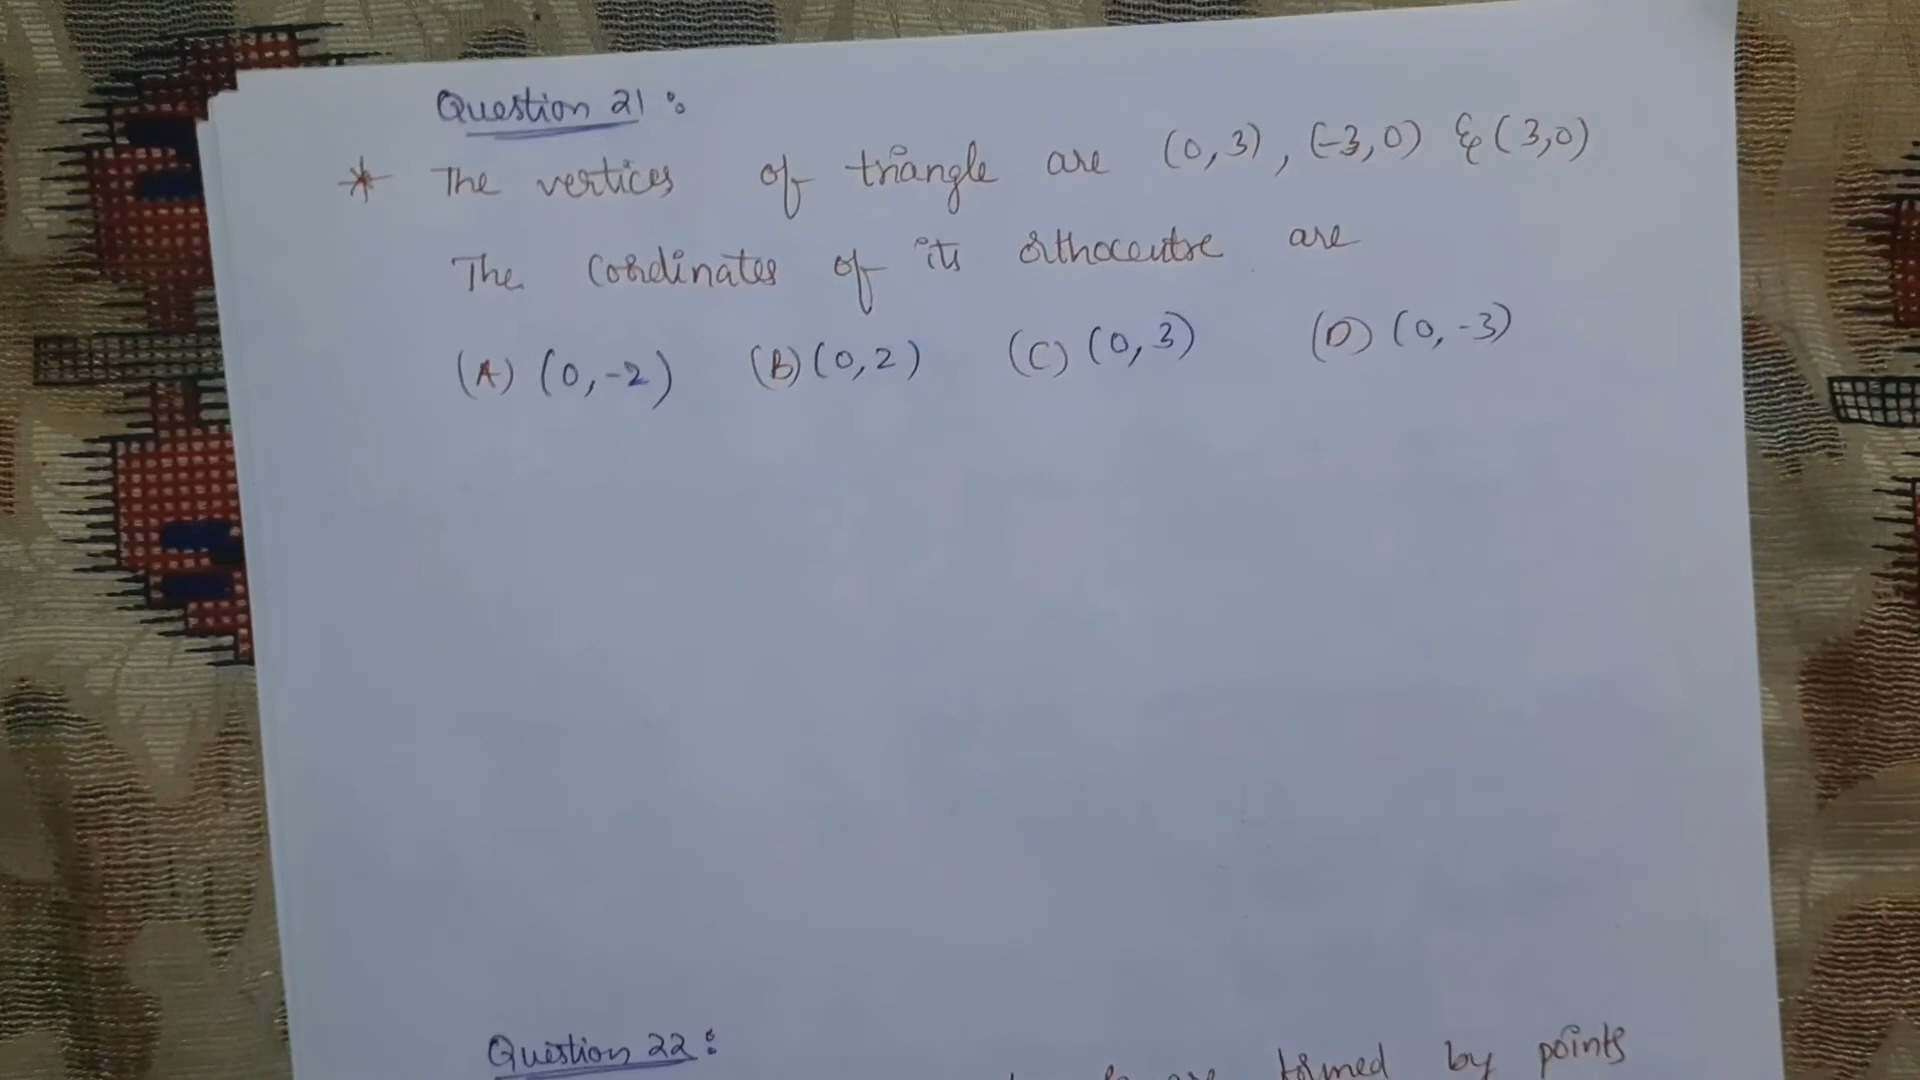 Question 21:
* The vertices of triangle are (0,3), (-3,0) & (3,0)
The Coordinates of its orthocentre are
(A) (0,-2) (B) (0,2) (C) (0,3) (D) (0,-3)
Question 22:
formed by points